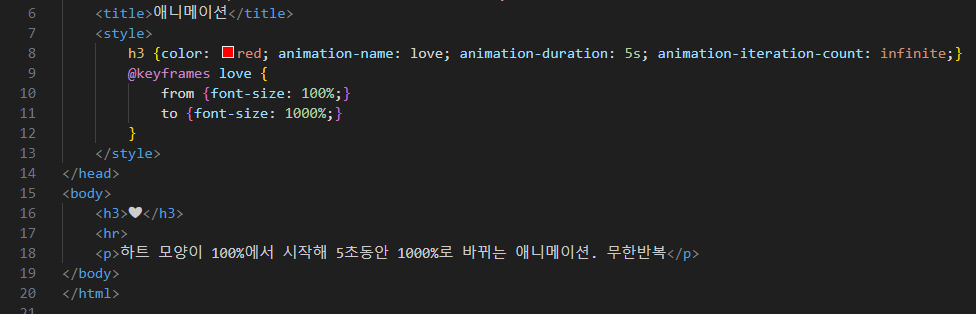 6 <title>애니메이션</title>
7 <style>
8 h3 {color: red; animation-name: love; animation-duration: 5s; animation-iteration-count: infinite;}
9 @keyframes love {
10 from {font-size: 100%;}
11 to {font-size: 1000%;}
12 }
13 </style>
14 </head>
15 <body>
16 <h3>♥</h3>
17 <hr>
18 <p>하트 모양이 100%에서 시작해 5초동안 1000%로 바뀌는 애니메이션. 무한반복</p>
19 </body>
20 </html>
21